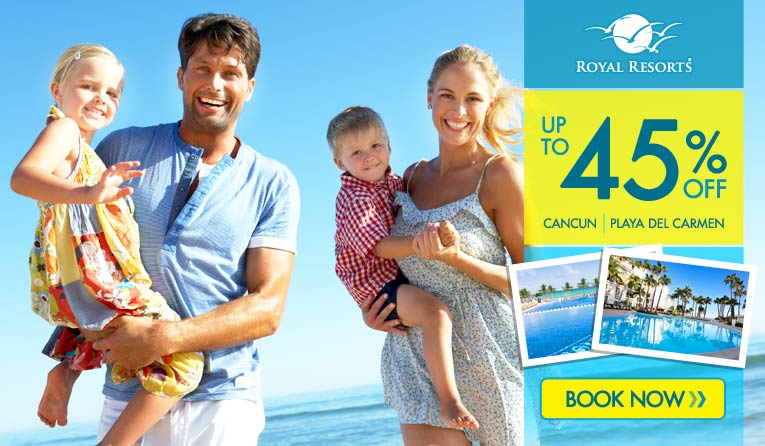 ROYAL RESORTS®
UP TO 45% OFF
CANCUN | PLAYA DEL CARMEN
BOOK NOW »